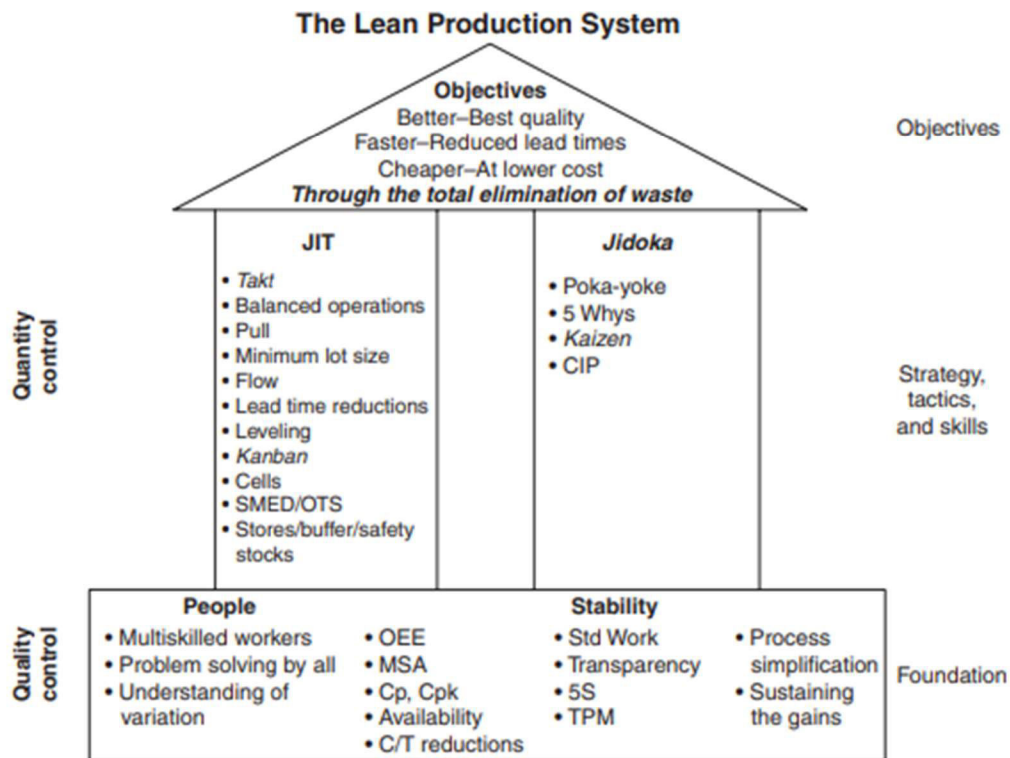 The Lean Production System
Objectives
Better–Best quality
Faster–Reduced lead times
Cheaper–At lower cost
Through the total elimination of waste
Objectives
Quantity
control
JIT
• Takt
• Balanced operations
• Pull
• Minimum lot size
• Flow
• Lead time reductions
• Leveling
• Kanban
• Cells
• SMED/OTS
• Stores/buffer/safety
stocks
Jidoka
• Poka-yoke
• 5 Whys
• Kaizen
• CIP
Strategy,
tactics,
and skills
Quality
control
People
• Multiskilled workers
• Problem solving by all
• Understanding of
variation
Stability
• OEE
• MSA
• Cp, Cpk
• Availability
• C/T reductions
• Std Work
• Transparency
• 5S
• TPM
• Process
simplification
• Sustaining
the gains
Foundation